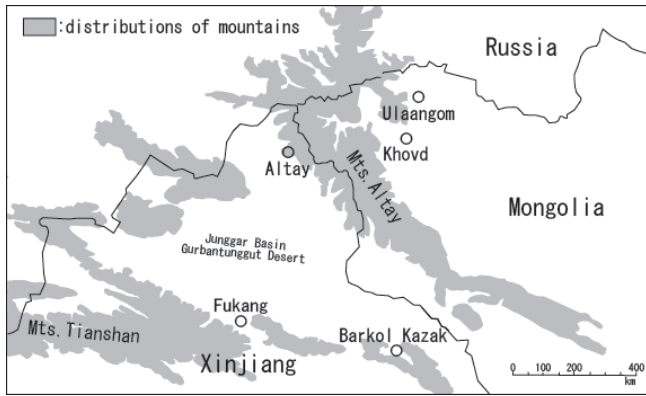 :distributions of mountains
Russia
Ulaangom
Khovd
Altay
Mts. Altay
Mongolia
Junggar Basin
Gurbantunggut Desert
Fukang
Mts. Tianshan
Barkol Kazak
Xinjiang
0 100 200 400
km